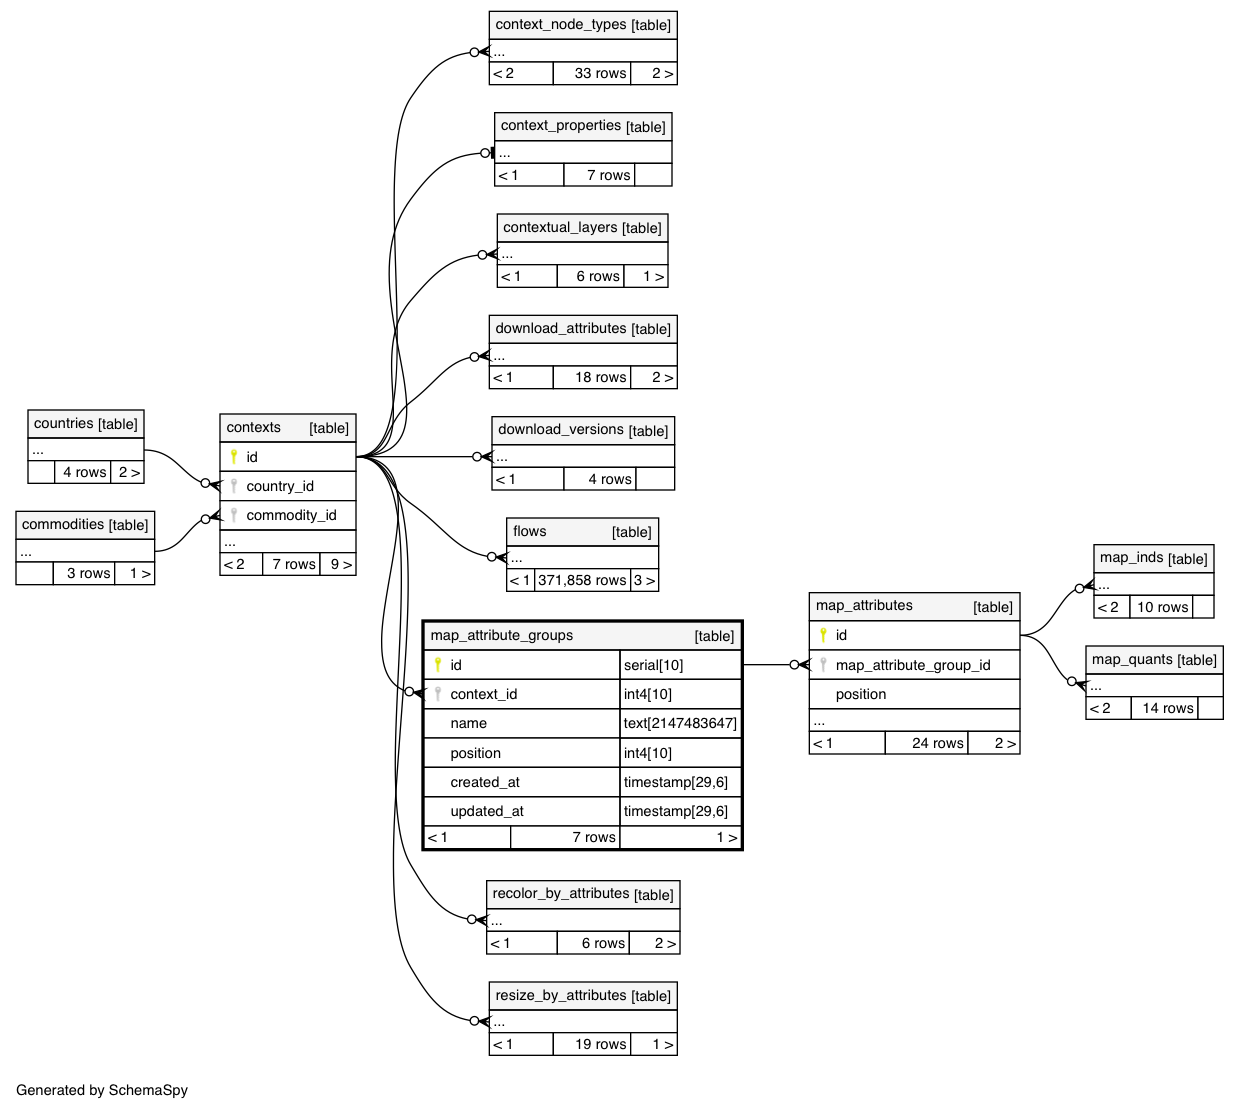 context_node_types [table]
...
< 2 33 rows 2 >
context_properties [table]
...
< 1 7 rows
contextual_layers [table]
...
< 1 6 rows 1 >
download_attributes [table]
...
< 1 18 rows 2 >
countries [table]
...
4 rows 2 >
commodities [table]
...
3 rows 1 >
contexts [table]
id
country_id
commodity_id
...
< 2 7 rows 9 >
download_versions [table]
...
< 1 4 rows
flows [table]
...
< 1 371,858 rows 3 >
map_attribute_groups [table]
id serial[10]
context_id int4[10]
name text[2147483647]
position int4[10]
created_at timestamp[29,6]
updated_at timestamp[29,6]
< 1 7 rows 1 >
map_attributes [table]
id
map_attribute_group_id
position
...
< 1 24 rows 2 >
map_inds [table]
...
< 2 10 rows
map_quants [table]
...
< 2 14 rows
recolor_by_attributes [table]
...
< 1 6 rows 2 >
resize_by_attributes [table]
...
< 1 19 rows 1 >
Generated by SchemaSpy